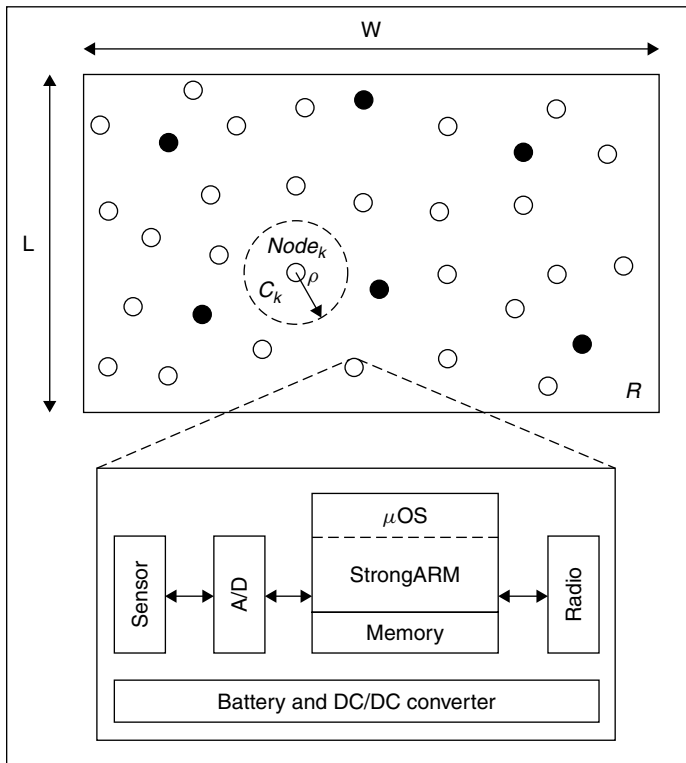 W
L
Node_k
C_k
ρ
R
μOS
StrongARM
Memory
Sensor
A/D
Radio
Battery and DC/DC converter